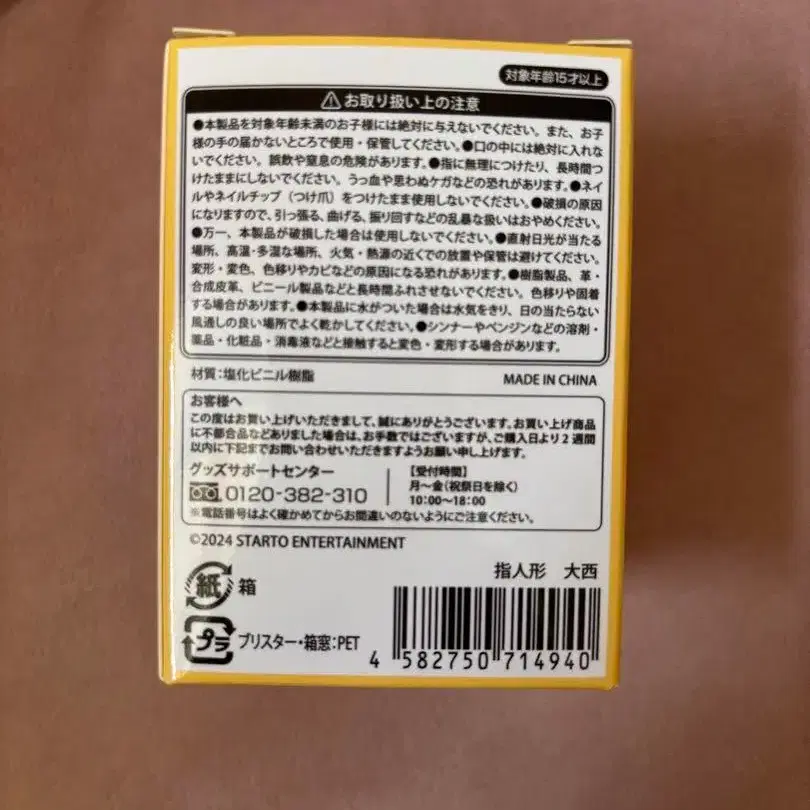 対象年齢15才以上
⚠お取り扱い上の注意
●本製品を対象年齢未満のお子様には絶対に与えないでください。また、お子
様の手の届かないところで使用・保管してください。●口の中には絶対に入れな
いでください。誤飲や窒息の危険があります。●指に無理につけたり、長時間つ
けたままにしないでください。うっ血や思わぬケガなどの恐れがあります。●ネイ
ルやネイルチップ（つけ爪）をつけたまま使用しないでください。●破損の原因
になりますので、引っ張る、曲げる、振り回すなどの乱暴な扱いはおやめください。
●万一、本製品が破損した場合は使用しないでください。●直射日光が当たる
場所、高温・多湿な場所、火気・熱源の近くでの放置や保管は避けてください。
変形・変色、色移りやカビなどの原因になる恐れがあります。●樹脂製品、革・
合成皮革、ビニール製品などと長時間ふれさせないでください。色移りや固着
する場合があります。●本製品に水がついた場合は水気をきり、日の当たらない
風通しの良い場所でよく乾かしてください。●シンナーやベンジンなどの溶剤・
薬品・化粧品・消毒液などと接触すると変色・変形する場合があります。
材質：塩化ビニル樹脂 MADE IN CHINA
お客様へ
この度はお買い上げいただきまして、誠にありがとうございます。お買い上げ商品
に不都合品などありました場合は、お手数ではございますが、ご購入日より2週間
以内に下記までお問い合わせいただきますようお願い申し上げます。
グッズサポートセンター
0120-382-310
【受付時間】
月〜金(祝祭日を除く)
10:00〜18:00
※電話番号はよく確かめてからお間違いのないようにご注意ください。
©2024 STARTO ENTERTAINMENT
指人形 大西
紙 箱
プラ ブリスター・箱窓：PET
4 582750 714940